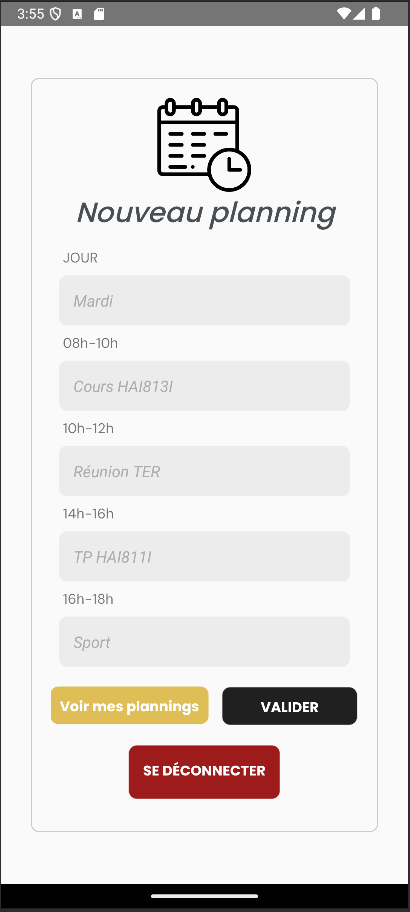 3:55
Nouveau planning
JOUR
Mardi
08h-10h
Cours HAI813I
10h-12h
Réunion TER
14h-16h
TP HAI811I
16h-18h
Sport
Voir mes plannings
VALIDER
SE DÉCONNECTER